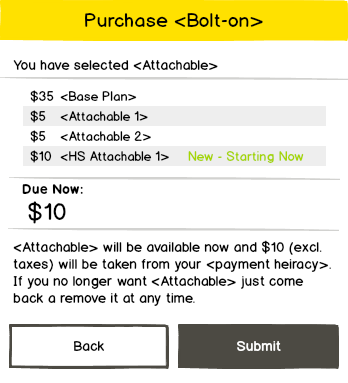 Purchase <Bolt-on>
You have selected <Attachable>
$35 <Base Plan>
$5 <Attachable 1>
$5 <Attachable 2>
$10 <HS Attachable 1> New - Starting Now
Due Now:
$10
<Attachable> will be available now and $10 (excl.
taxes) will be taken from your <payment heiracy>.
If you no longer want <Attachable> just come
back a remove it at any time.
Back Submit